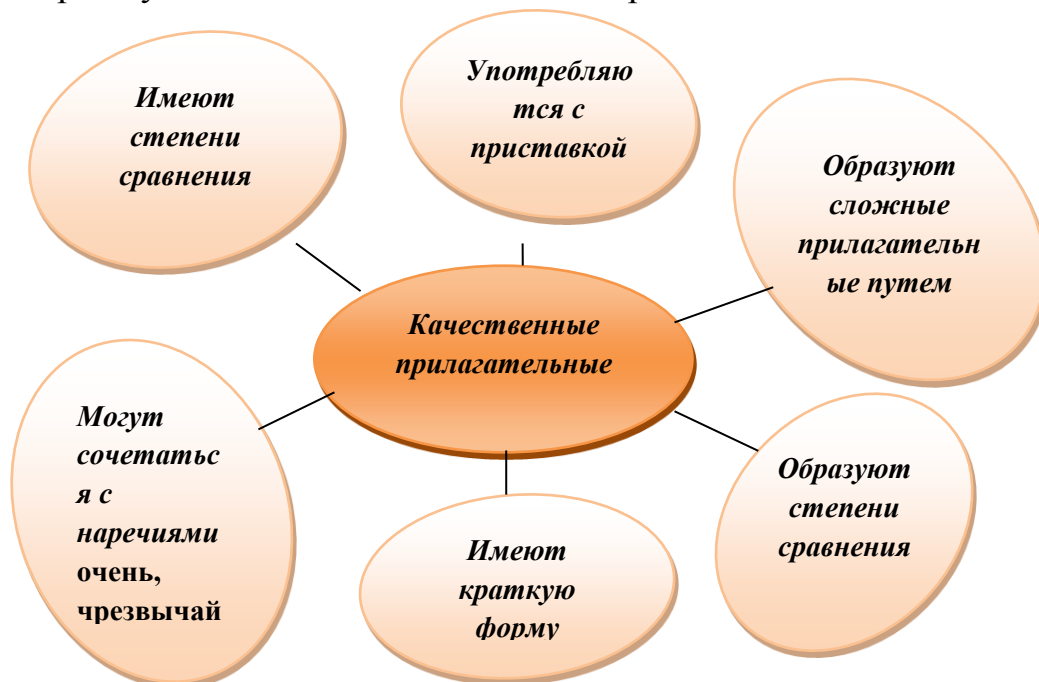 Имеют
степени
сравнения
Употребляю
тся с
приставкой
Образуют
сложные
прилагательн
ые путем
Качественные
прилагательные
Могут
сочетатьс
я с
наречиями
очень,
чрезвычай
Имеют
краткую
форму
Образуют
степени
сравнения